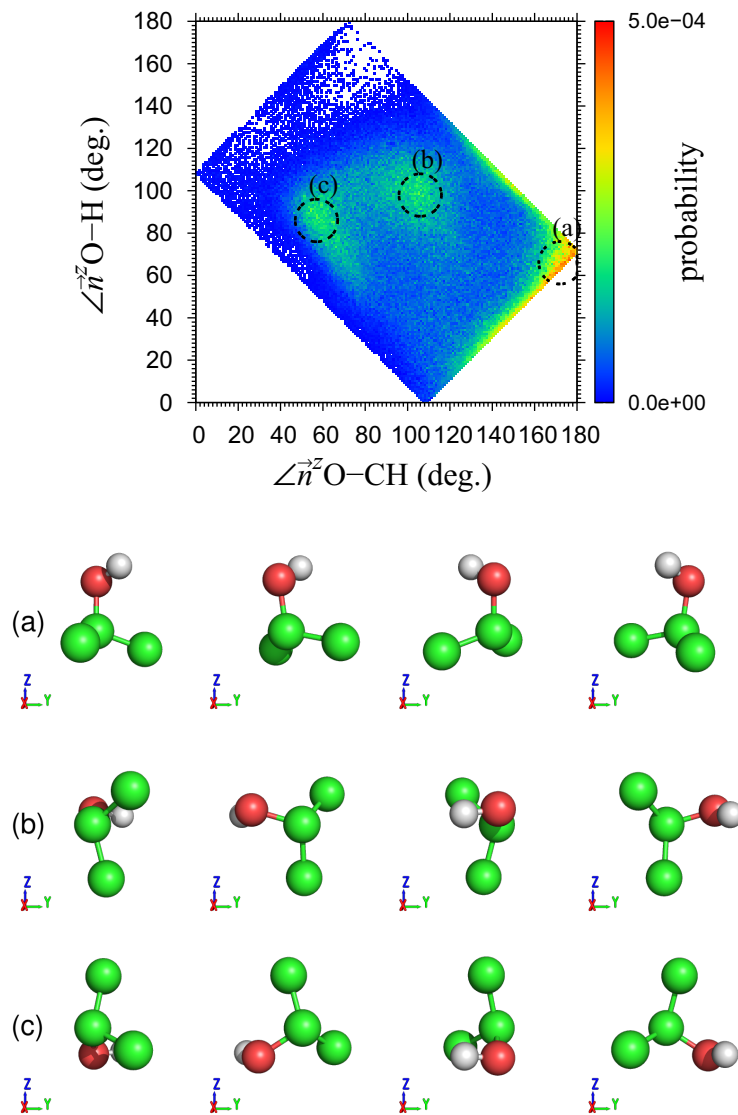 180
160
140
120
100
80
60
40
20
0
0 20 40 60 80 100 120 140 160 180
∠n⃗ᶻO−H (deg.)
∠n⃗ᶻO−CH (deg.)
(c)
(b)
(a)
5.0e−04
0.0e+00
probability
(a)
Z X Y Z X Y Z X Y Z X Y
(b)
Z X Y Z X Y Z X Y Z X Y
(c)
Z X Y Z X Y Z X Y Z X Y